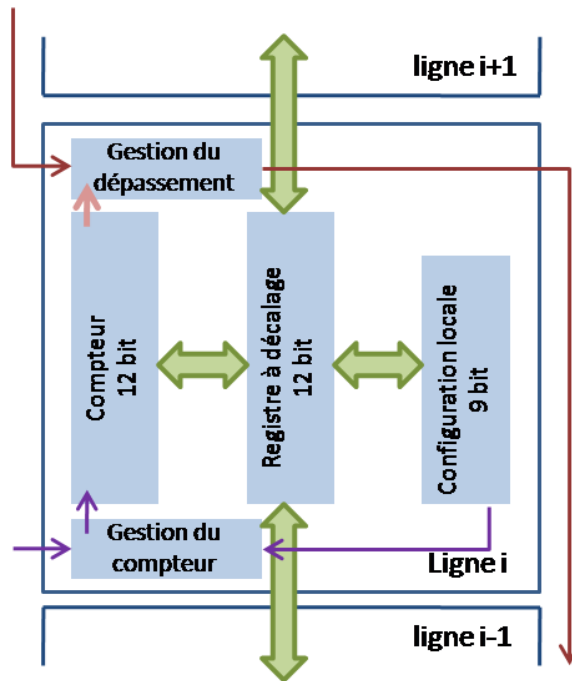 ligne i+1
Gestion du
dépassement
Compteur
12 bit
Registre à décalage
12 bit
Configuration locale
9 bit
Gestion du
compteur
Ligne i
ligne i-1